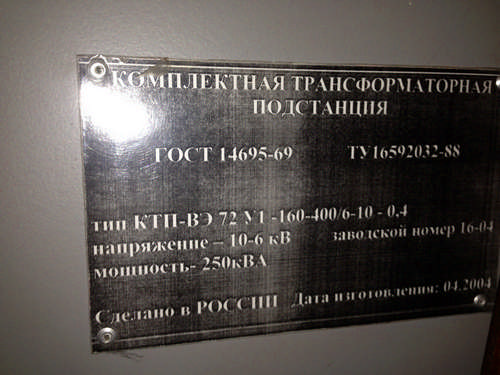 КОМПЛЕКТНАЯ ТРАНСФОРМАТОРНАЯ
ПОДСТАНЦИЯ
ГОСТ 14695-69 ТУ16592032-88
тип КТП-ВЭ 72 У1 -160-400/6-10 - 0,4
напряжение – 10-6 кВ заводской номер 16-04
мощность- 250кВА
Сделано в РОССИИ Дата изготовления: 04.2004